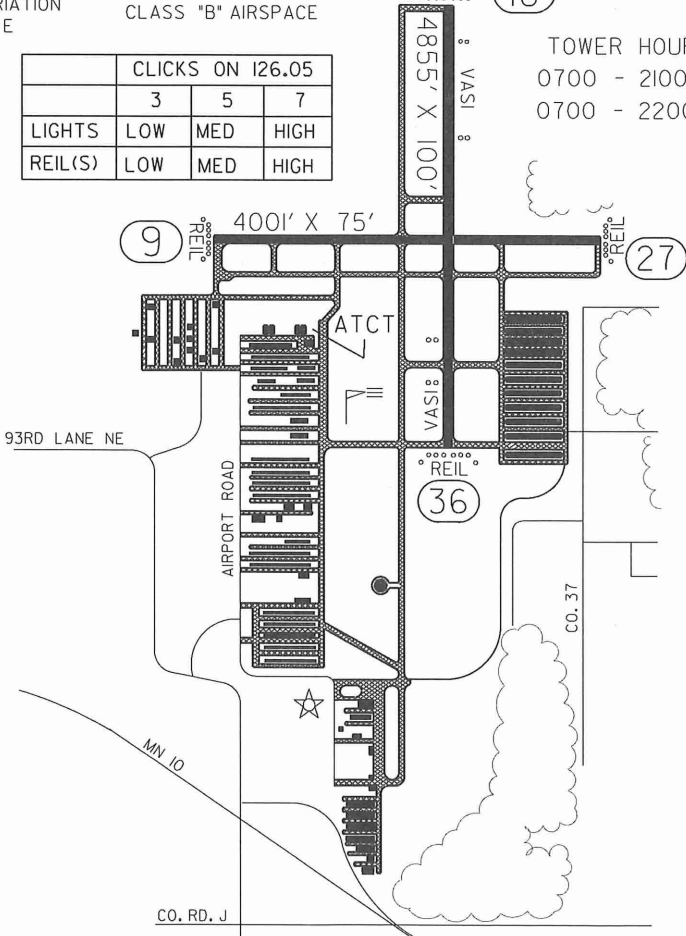 CLASS "B" AIRSPACE
E
CLICKS ON 126.05
3 5 7
LIGHTS LOW MED HIGH
REIL(S) LOW MED HIGH
TOWER HOUR
0700 - 2100
0700 - 2200
4855' X 100'
VASI
9
REIL
4001' X 75'
REIL
27
ATCT
VASI
REIL
36
93RD LANE NE
AIRPORT ROAD
CO. 37
MN 10
CO. RD. J